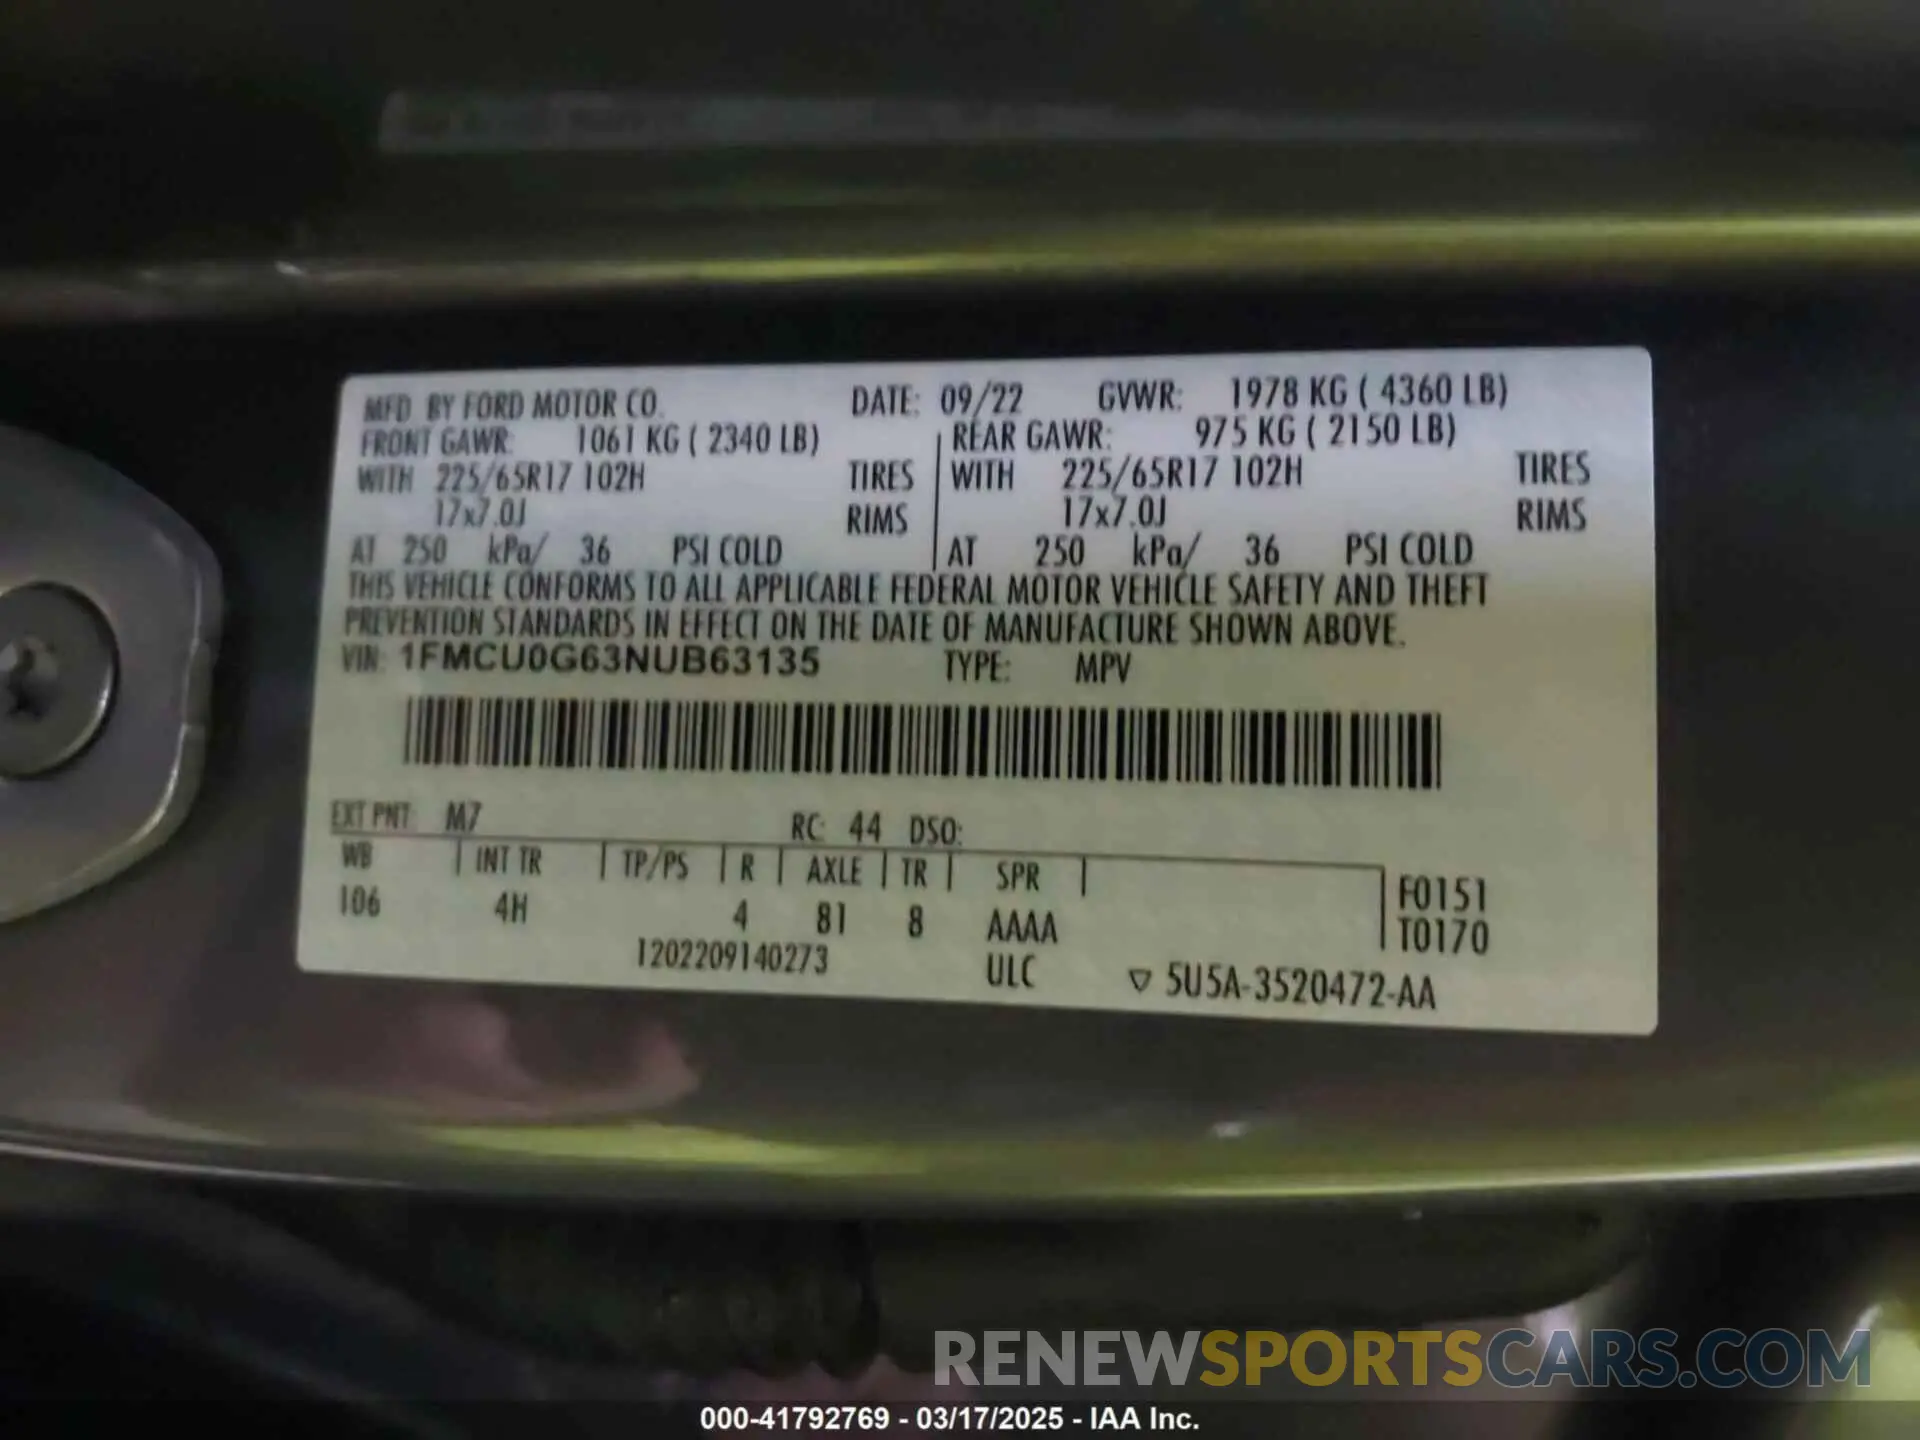 MFD. BY FORD MOTOR CO. DATE: 09/22 GVWR: 1978 KG ( 4360 LB)
FRONT GAWR: 1061 KG ( 2340 LB) REAR GAWR: 975 KG ( 2150 LB)
WITH 225/65R17 102H TIRES WITH 225/65R17 102H TIRES
17x7.0J RIMS 17x7.0J RIMS
AT 250 kPa/ 36 PSI COLD AT 250 kPa/ 36 PSI COLD
THIS VEHICLE CONFORMS TO ALL APPLICABLE FEDERAL MOTOR VEHICLE SAFETY AND THEFT
PREVENTION STANDARDS IN EFFECT ON THE DATE OF MANUFACTURE SHOWN ABOVE.
VIN: 1FMCU0G63NUB63135 TYPE: MPV
EXT PNT: M7 RC: 44 DSO:
WB INT TR TP/PS R AXLE TR SPR F0151
106 4H 4 81 8 AAAA T0170
1202209140273 ULC ▽ 5U5A-3520472-AA
RENEWSPORTSCARS.COM
000-41792769 - 03/17/2025 - IAA Inc.